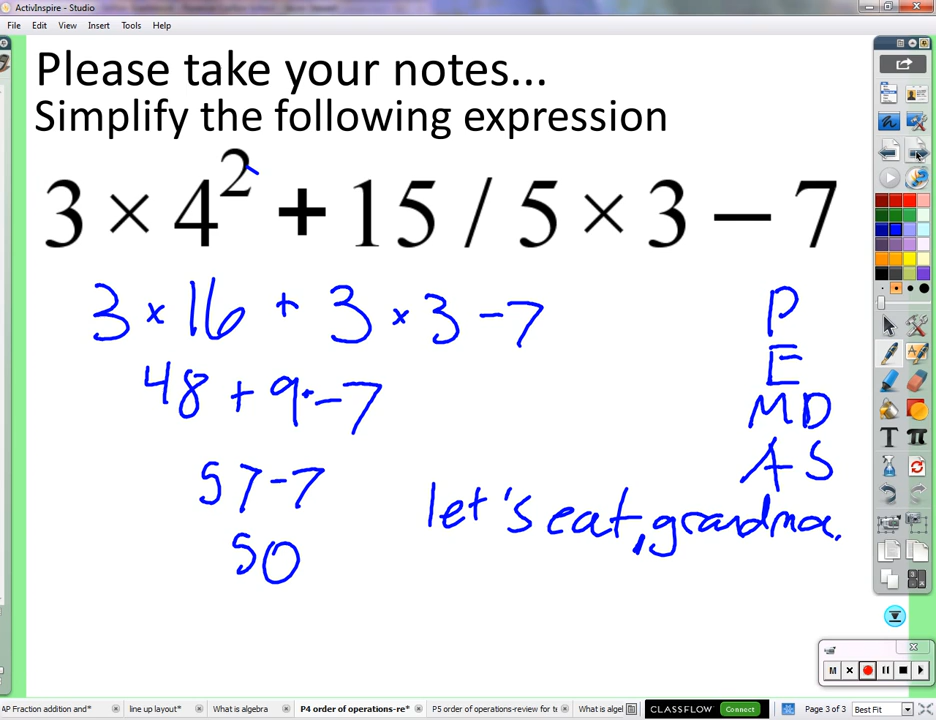 ActivInspire - Studio
File Edit View Insert Tools Help
Please take your notes...
Simplify the following expression
3 × 4² + 15 / 5 × 3 − 7
3 × 16 + 3 × 3 − 7
48 + 9 − 7
57 − 7
50
P
E
MD
AS
let's eat, grandma.
M
AP Fraction addition and* line up layout* What is algebra P4 order of operations-re* P5 order of operations-review for te What is algel CLASSFLOW Connect Page 3 of 3 Best Fit